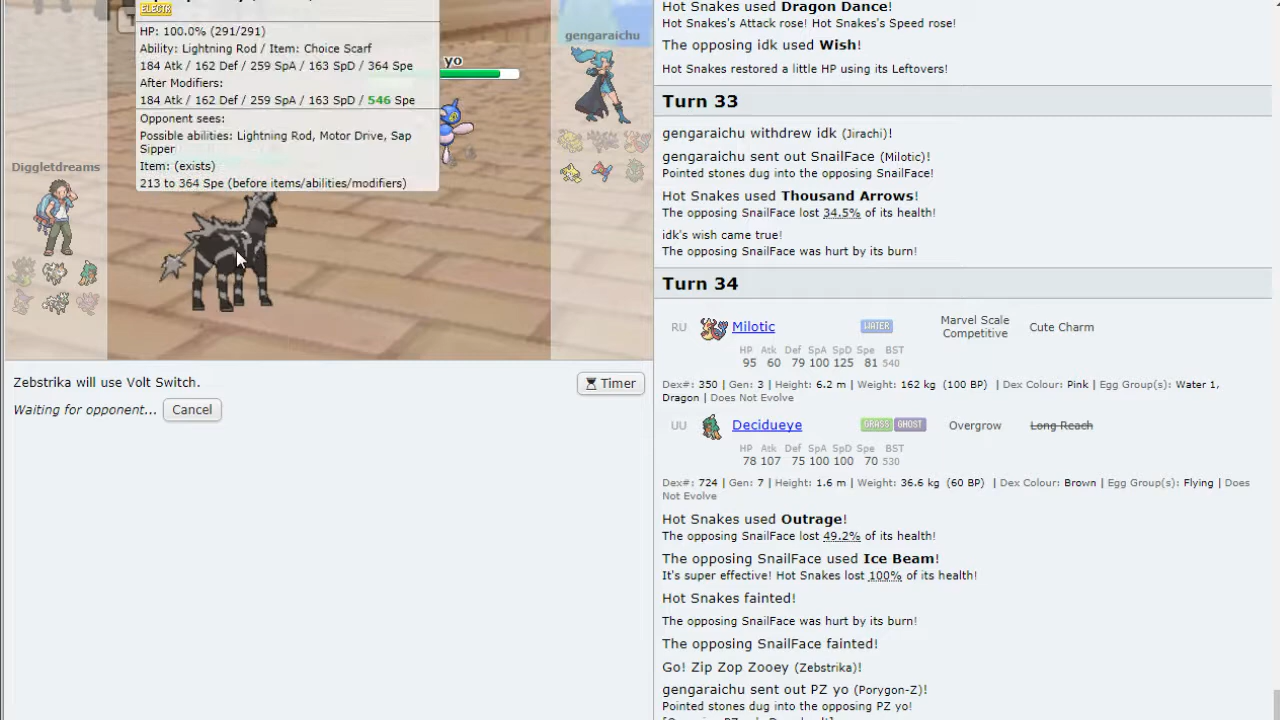 ELECTR
HP: 100.0% (291/291)
Ability: Lightning Rod / Item: Choice Scarf
184 Atk / 162 Def / 259 SpA / 163 SpD / 364 Spe
After Modifiers:
184 Atk / 162 Def / 259 SpA / 163 SpD / 546 Spe
Opponent sees:
Possible abilities: Lightning Rod, Motor Drive, Sap
Sipper
Item: (exists)
213 to 364 Spe (before items/abilities/modifiers)
yo
gengaraichu
Diggletdreams
Zebstrika will use Volt Switch.
Timer
Waiting for opponent...
Cancel
Hot Snakes used Dragon Dance!
Hot Snakes's Attack rose! Hot Snakes's Speed rose!
The opposing idk used Wish!
Hot Snakes restored a little HP using its Leftovers!
Turn 33
gengaraichu withdrew idk (Jirachi)!
gengaraichu sent out SnailFace (Milotic)!
Pointed stones dug into the opposing SnailFace!
Hot Snakes used Thousand Arrows!
The opposing SnailFace lost 34.5% of its health!
idk's wish came true!
The opposing SnailFace was hurt by its burn!
Turn 34
RU Milotic WATER Marvel Scale Competitive Cute Charm
HP Atk Def SpA SpD Spe BST
95 60 79 100 125 81 540
Dex#: 350 | Gen: 3 | Height: 6.2 m | Weight: 162 kg (100 BP) | Dex Colour: Pink | Egg Group(s): Water 1,
Dragon | Does Not Evolve
UU Decidueye GRASS GHOST Overgrow Long Reach
HP Atk Def SpA SpD Spe BST
78 107 75 100 100 70 530
Dex#: 724 | Gen: 7 | Height: 1.6 m | Weight: 36.6 kg (60 BP) | Dex Colour: Brown | Egg Group(s): Flying | Does
Not Evolve
Hot Snakes used Outrage!
The opposing SnailFace lost 49.2% of its health!
The opposing SnailFace used Ice Beam!
It's super effective! Hot Snakes lost 100% of its health!
Hot Snakes fainted!
The opposing SnailFace was hurt by its burn!
The opposing SnailFace fainted!
Go! Zip Zop Zooey (Zebstrika)!
gengaraichu sent out PZ yo (Porygon-Z)!
Pointed stones dug into the opposing PZ yo!